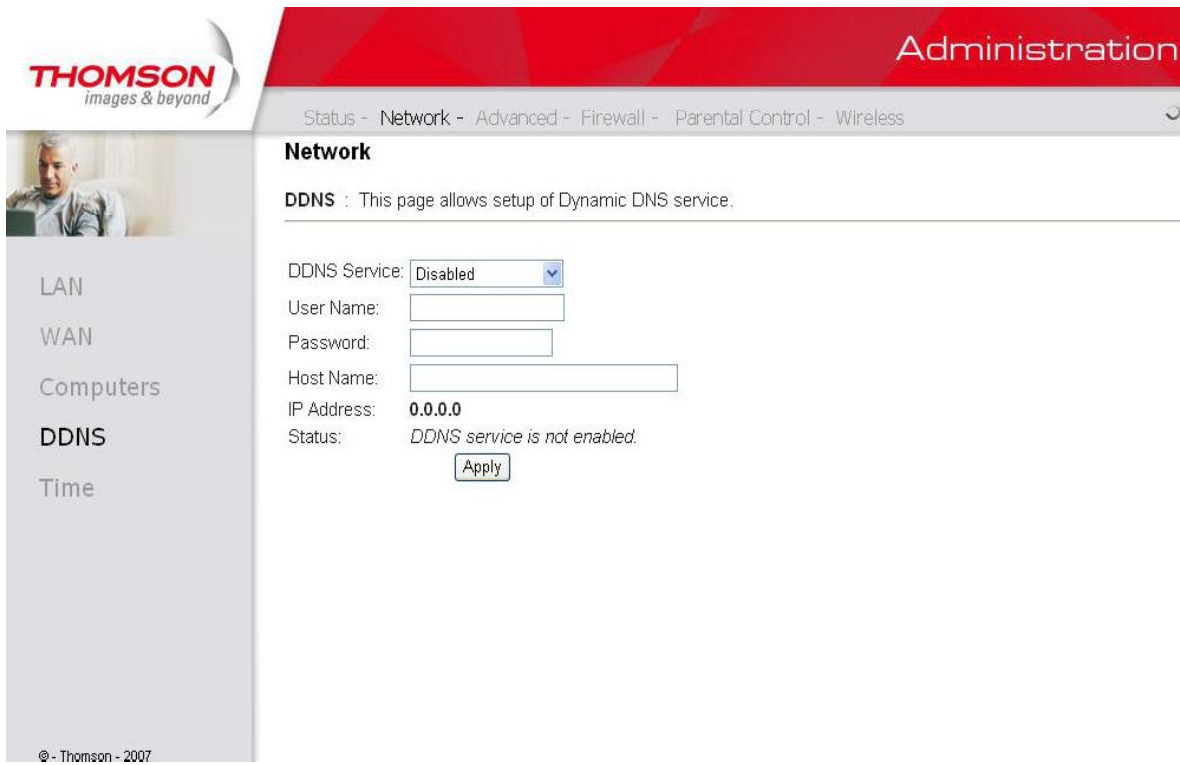 THOMSON
images & beyond
Administration
Status - Network - Advanced - Firewall - Parental Control - Wireless
Network
DDNS : This page allows setup of Dynamic DNS service.
LAN
WAN
Computers
DDNS
Time
DDNS Service: Disabled
User Name:
Password:
Host Name:
IP Address: 0.0.0.0
Status: DDNS service is not enabled.
Apply
© - Thomson - 2007